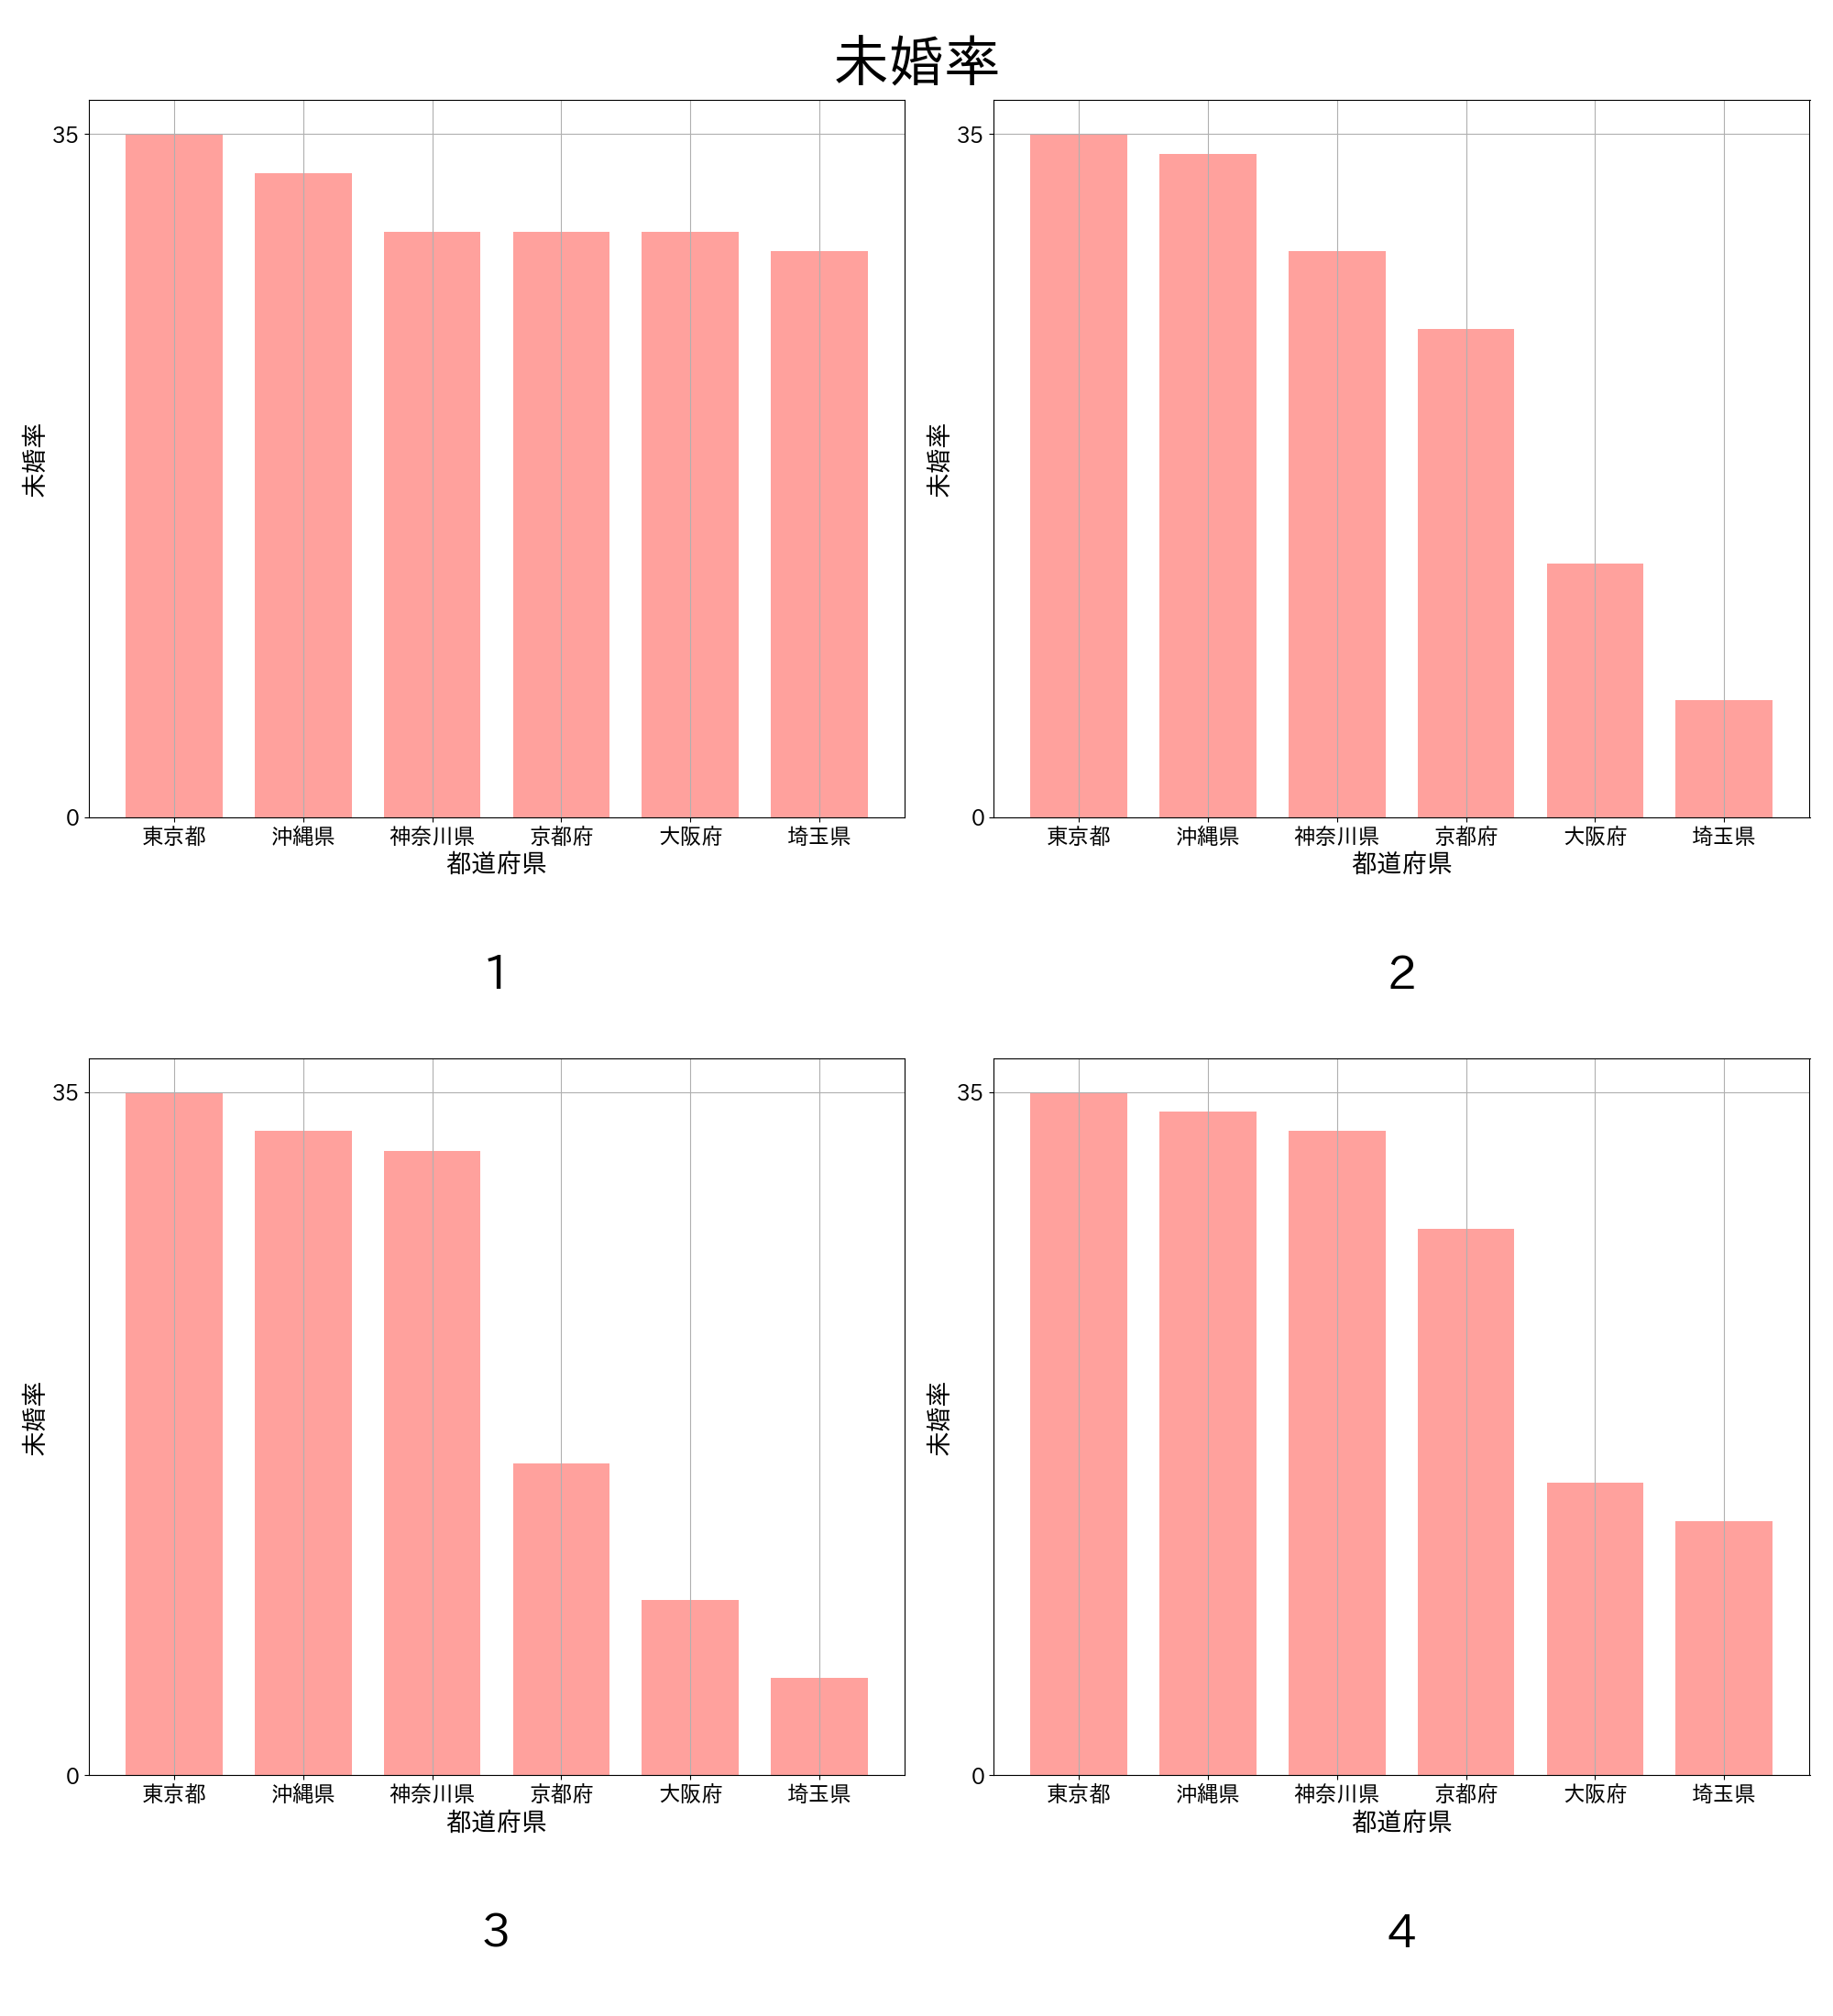 未婚率
35
0
未婚率
東京都 沖縄県 神奈川県 京都府 大阪府 埼玉県
都道府県
1
35
0
未婚率
東京都 沖縄県 神奈川県 京都府 大阪府 埼玉県
都道府県
2
35
0
未婚率
東京都 沖縄県 神奈川県 京都府 大阪府 埼玉県
都道府県
3
35
0
未婚率
東京都 沖縄県 神奈川県 京都府 大阪府 埼玉県
都道府県
4